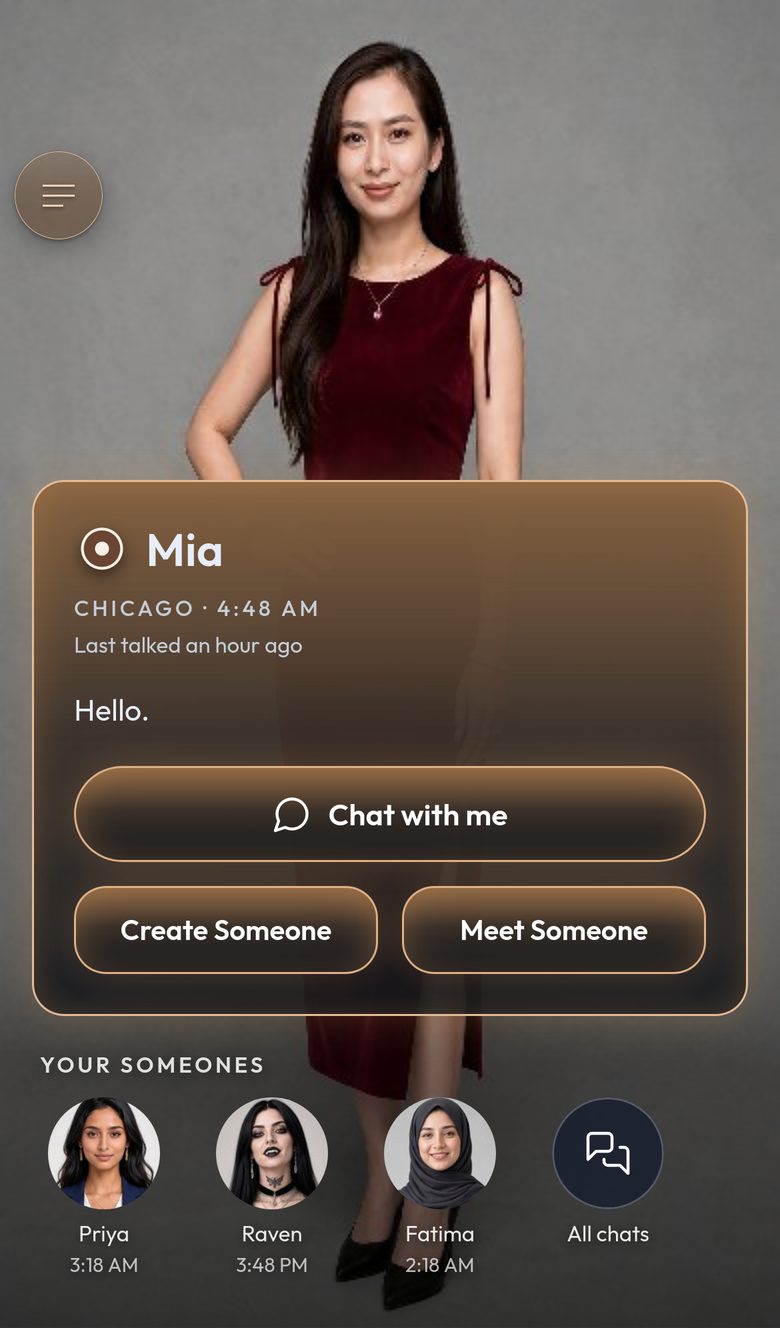 Mia
CHICAGO · 4:48 AM
Last talked an hour ago
Hello.
Chat with me
Create Someone
Meet Someone
YOUR SOMEONES
Priya
Raven
Fatima
All chats
3:18 AM
3:48 PM
2:18 AM